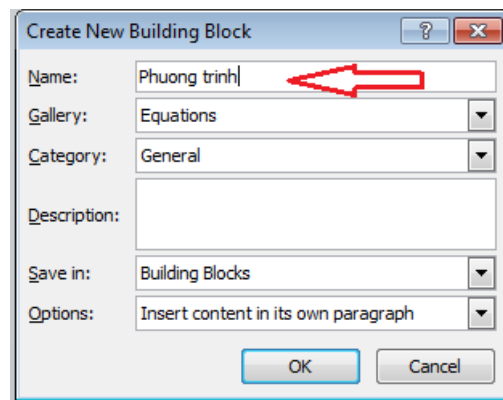 Create New Building Block
Name: Phuong trinh
Gallery: Equations
Category: General
Description:
Save in: Building Blocks
Options: Insert content in its own paragraph
OK Cancel